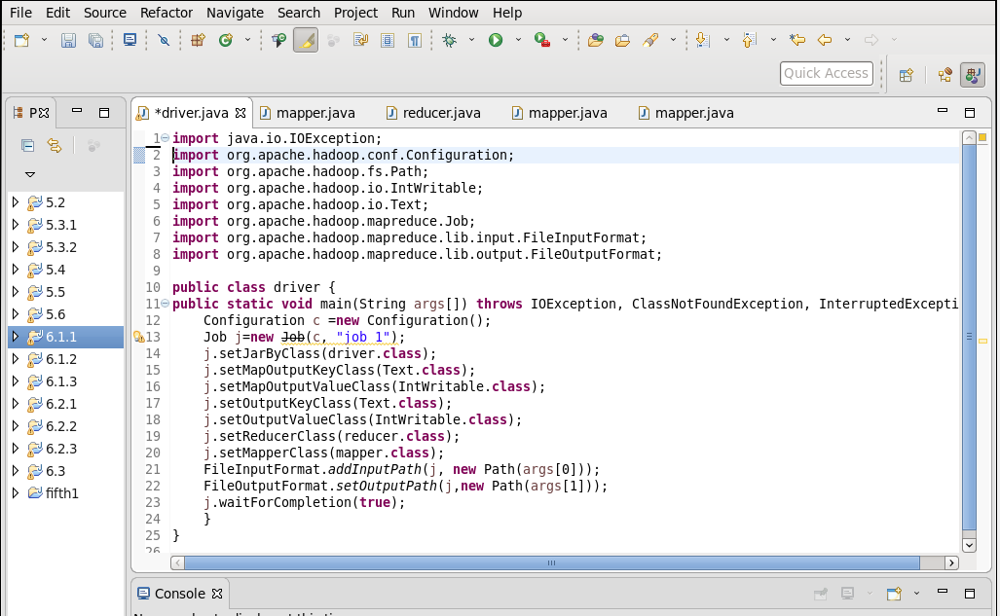 File Edit Source Refactor Navigate Search Project Run Window Help
Quick Access
P
*driver.java mapper.java reducer.java mapper.java mapper.java
5.2
5.3.1
5.3.2
5.4
5.5
5.6
6.1.1
6.1.2
6.1.3
6.2.1
6.2.2
6.2.3
6.3
fifth1
1 import java.io.IOException;
2 import org.apache.hadoop.conf.Configuration;
3 import org.apache.hadoop.fs.Path;
4 import org.apache.hadoop.io.IntWritable;
5 import org.apache.hadoop.io.Text;
6 import org.apache.hadoop.mapreduce.Job;
7 import org.apache.hadoop.mapreduce.lib.input.FileInputFormat;
8 import org.apache.hadoop.mapreduce.lib.output.FileOutputFormat;
9
10 public class driver {
11 public static void main(String args[]) throws IOException, ClassNotFoundException, InterruptedExcepti
12 Configuration c =new Configuration();
13 Job j=new Job(c, "job 1");
14 j.setJarByClass(driver.class);
15 j.setMapOutputKeyClass(Text.class);
16 j.setMapOutputValueClass(IntWritable.class);
17 j.setOutputKeyClass(Text.class);
18 j.setOutputValueClass(IntWritable.class);
19 j.setReducerClass(reducer.class);
20 j.setMapperClass(mapper.class);
21 FileInputFormat.addInputPath(j, new Path(args[0]));
22 FileOutputFormat.setOutputPath(j,new Path(args[1]));
23 j.waitForCompletion(true);
24 }
25 }
26
Console